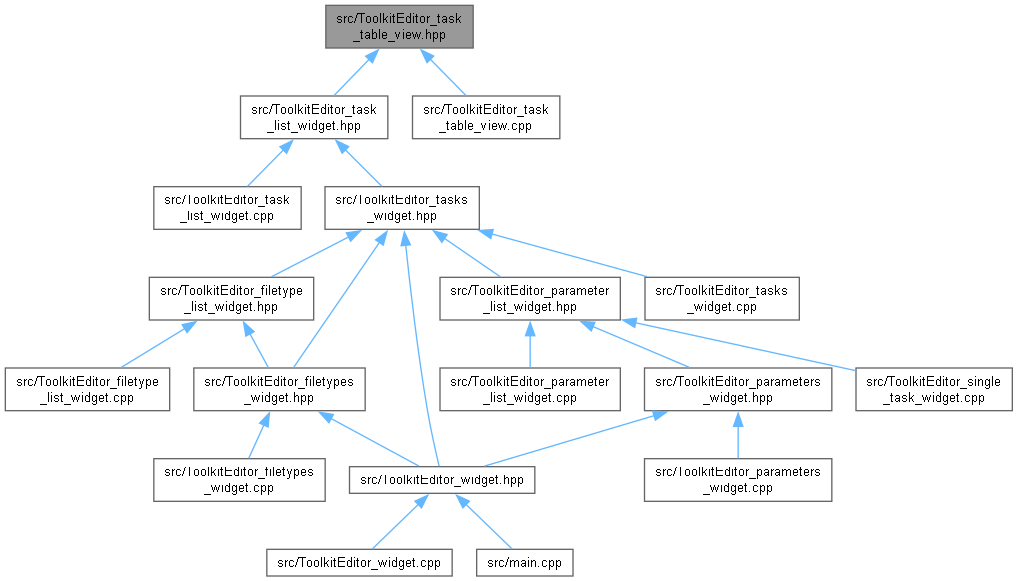 src/ToolkitEditor_task
_table_view.hpp
src/ToolkitEditor_task
_list_widget.hpp
src/ToolkitEditor_task
_table_view.cpp
src/ToolkitEditor_task
_list_widget.cpp
src/ToolkitEditor_tasks
_widget.hpp
src/ToolkitEditor_filetype
_list_widget.hpp
src/ToolkitEditor_parameter
_list_widget.hpp
src/ToolkitEditor_tasks
_widget.cpp
src/ToolkitEditor_filetype
_list_widget.cpp
src/ToolkitEditor_filetypes
_widget.hpp
src/ToolkitEditor_parameter
_list_widget.cpp
src/ToolkitEditor_parameters
_widget.hpp
src/ToolkitEditor_single
_task_widget.cpp
src/ToolkitEditor_filetypes
_widget.cpp
src/ToolkitEditor_widget.hpp
src/ToolkitEditor_parameters
_widget.cpp
src/ToolkitEditor_widget.cpp
src/main.cpp